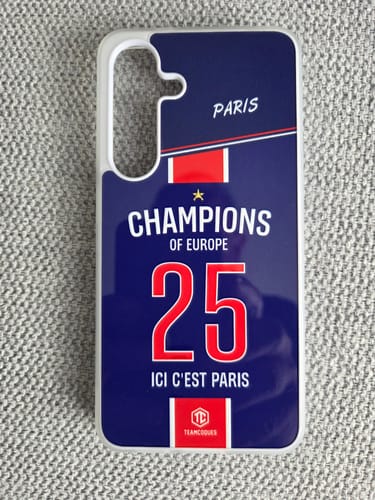 PARIS
CHAMPIONS
OF EUROPE
25
ICI C'EST PARIS
TC
TEAMCOQUES